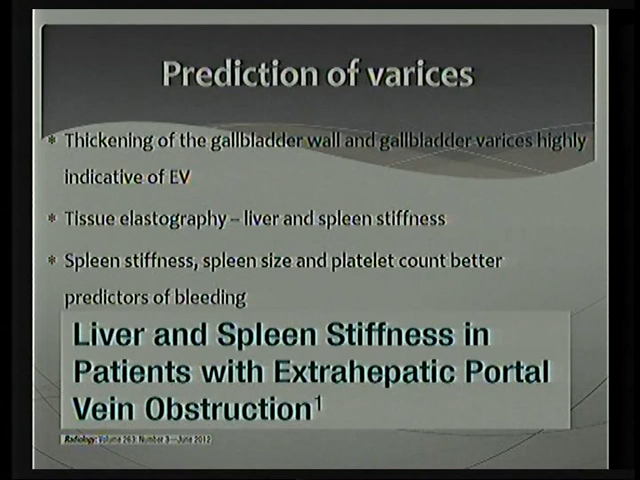 Prediction of varices
* Thickening of the gallbladder wall and gallbladder varices highly
indicative of EV
* Tissue elastography – liver and spleen stiffness
* Spleen stiffness, spleen size and platelet count better
predictors of bleeding
Liver and Spleen Stiffness in
Patients with Extrahepatic Portal
Vein Obstruction¹
Radiology: Volume 263: Number 3—June 2012